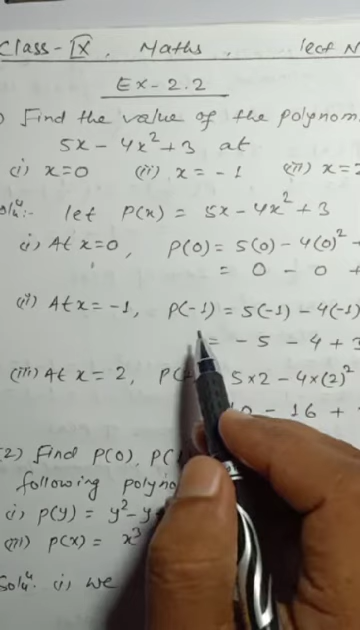 Class-IX, Maths, lect N
Ex-2.2
Find the value of the polynom
5x - 4x² + 3 at
(i) x=0 (ii) x = -1 (iii) x=2
Solⁿ:- let P(x) = 5x - 4x² + 3
(i) At x=0, P(0) = 5(0) - 4(0)²
= 0 - 0 +
(ii) At x = -1, P(-1) = 5(-1) - 4(-1)
= -5 - 4 + 3
(iii) At x = 2, P( 5×2 - 4×(2)²
- 16 +
(2) Find P(0), P(
following polyno
(i) p(y) = y² - y
(iii) p(x) = x³
Solⁿ. (i) we